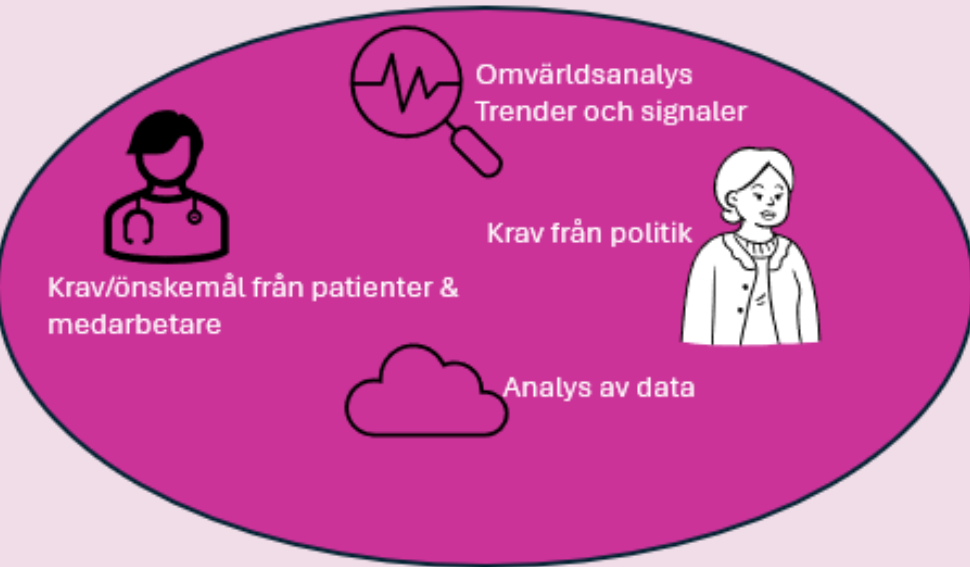 Omvärldsanalys
Trender och signaler
Krav från politik
Krav/önskemål från patienter &
medarbetare
Analys av data